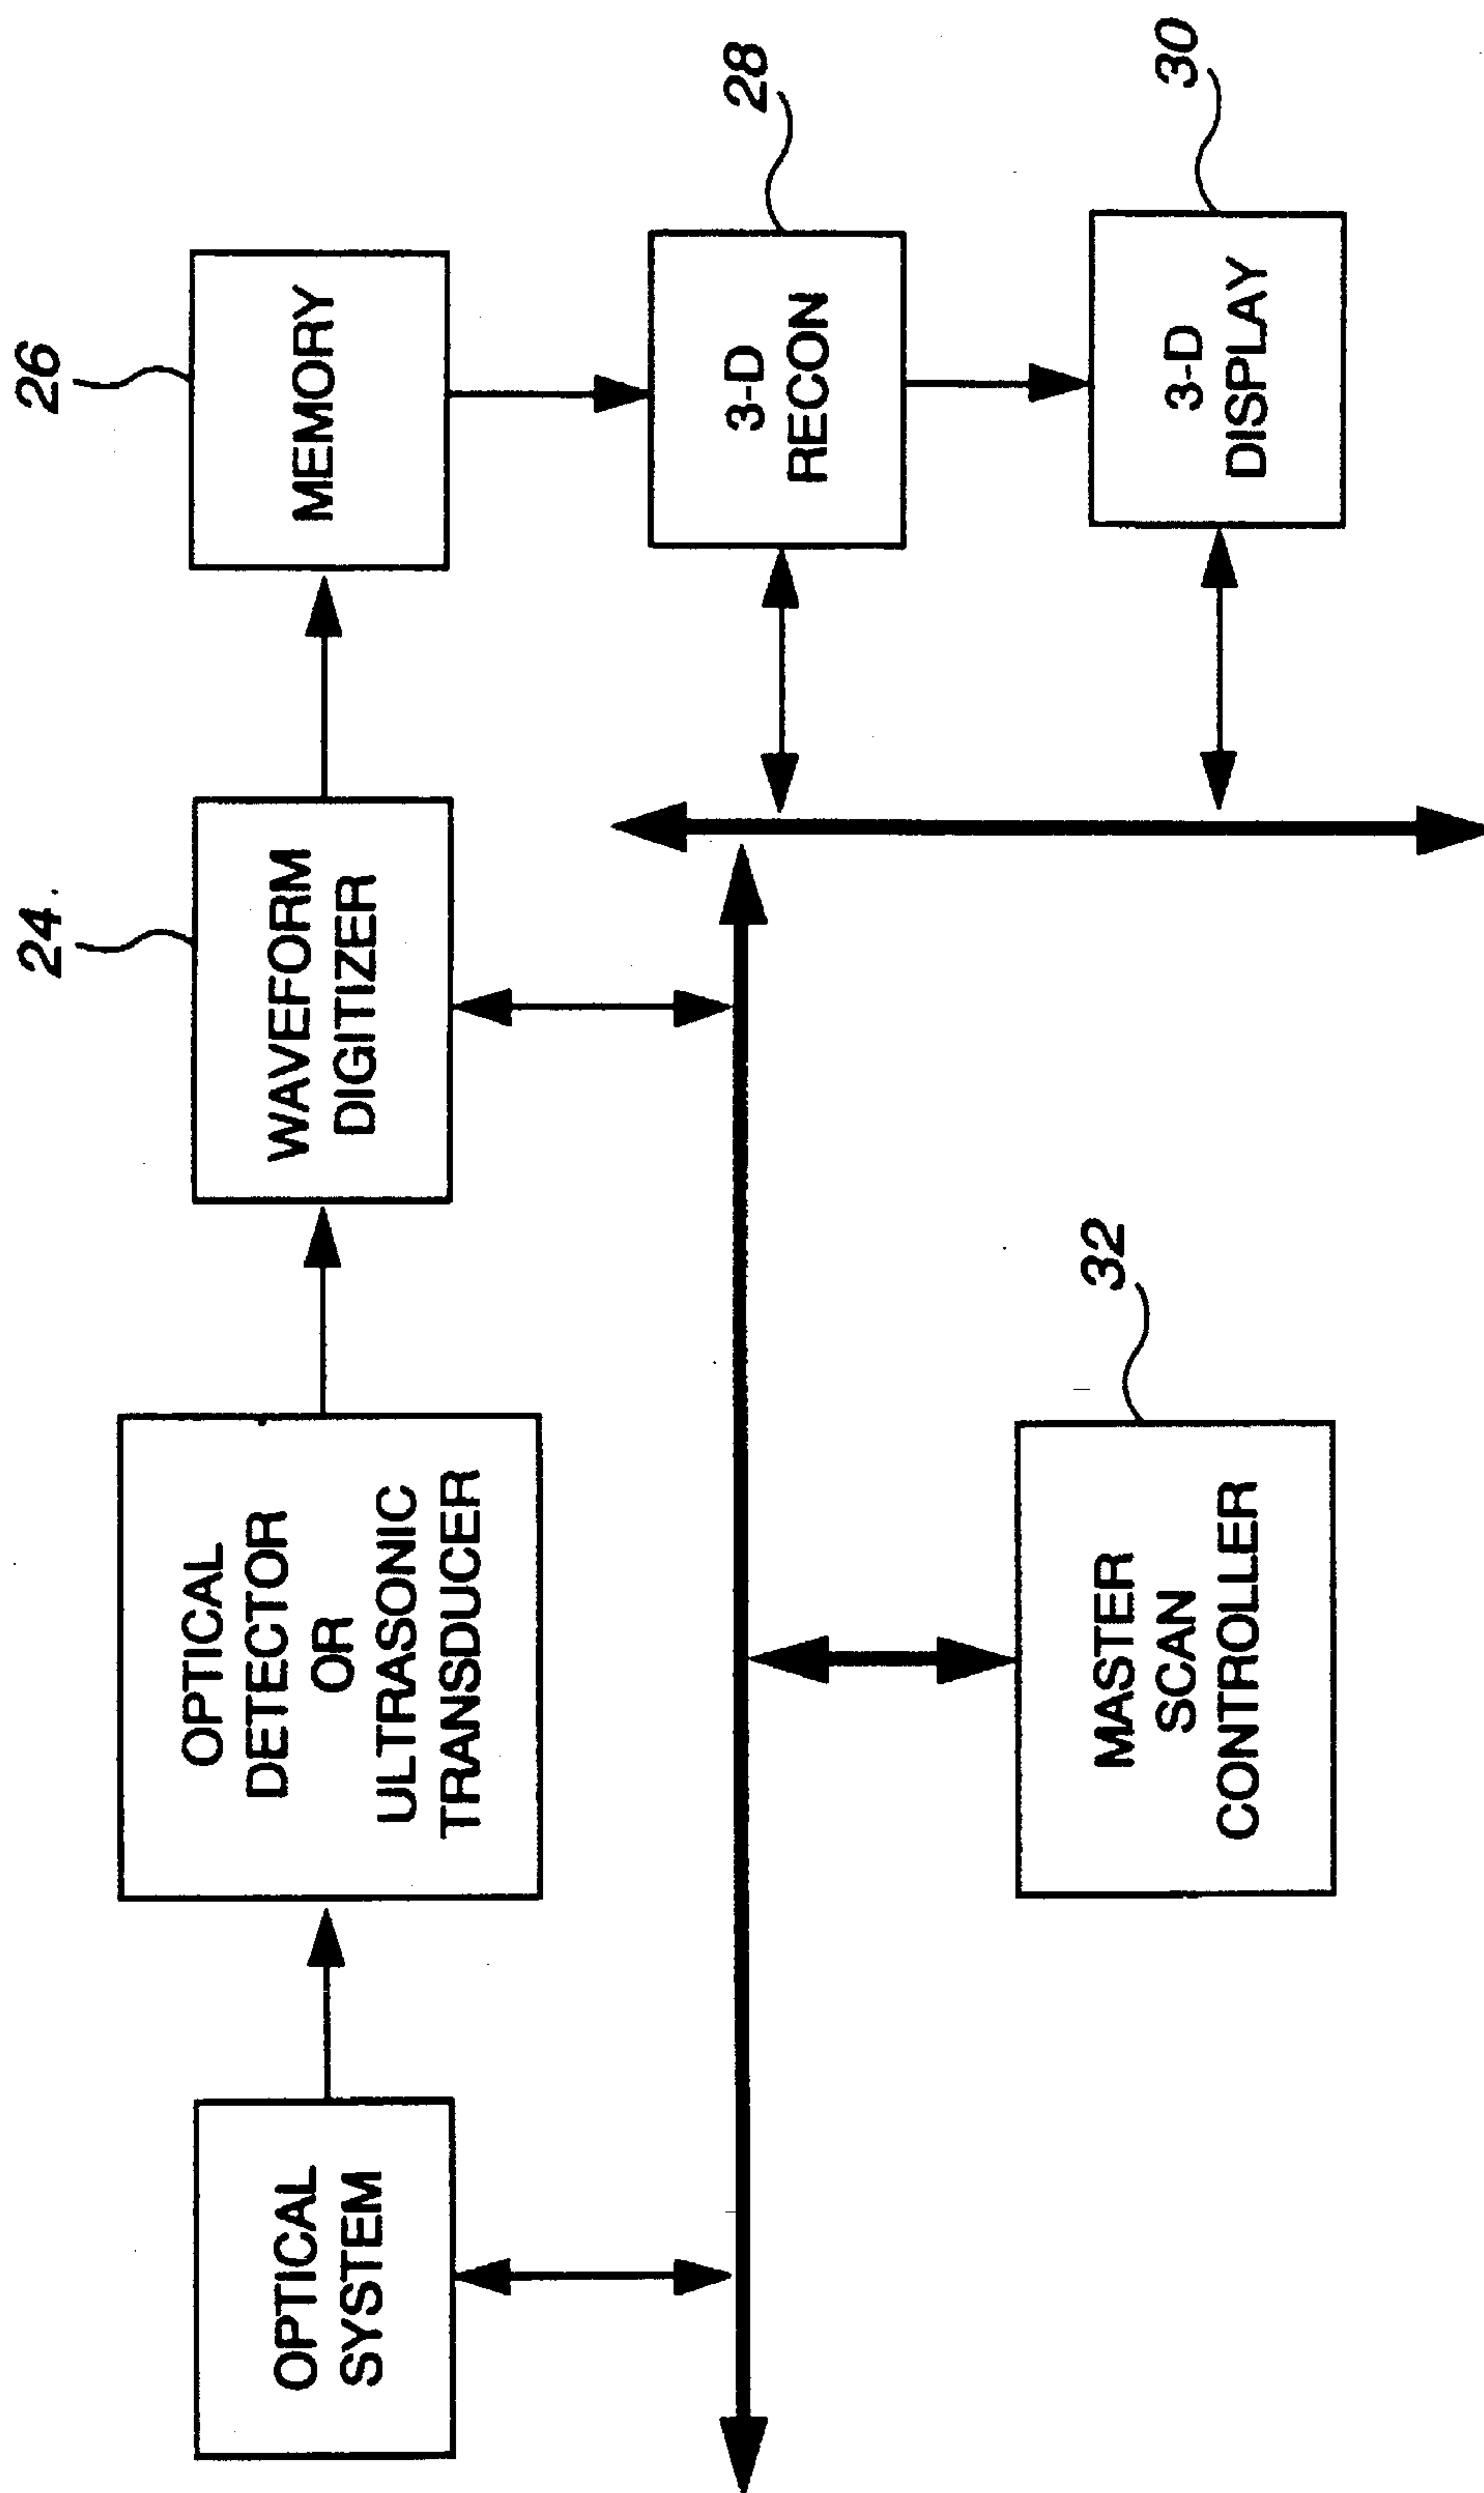 OPTICAL
SYSTEM
OPTICAL
DETECTOR
OR
ULTRASONIC
TRANSDUCER
24
WAVEFORM
DIGITIZER
26
MEMORY
28
3-D
RECON
30
3-D
DISPLAY
32
MASTER
SCAN
CONTROLLER